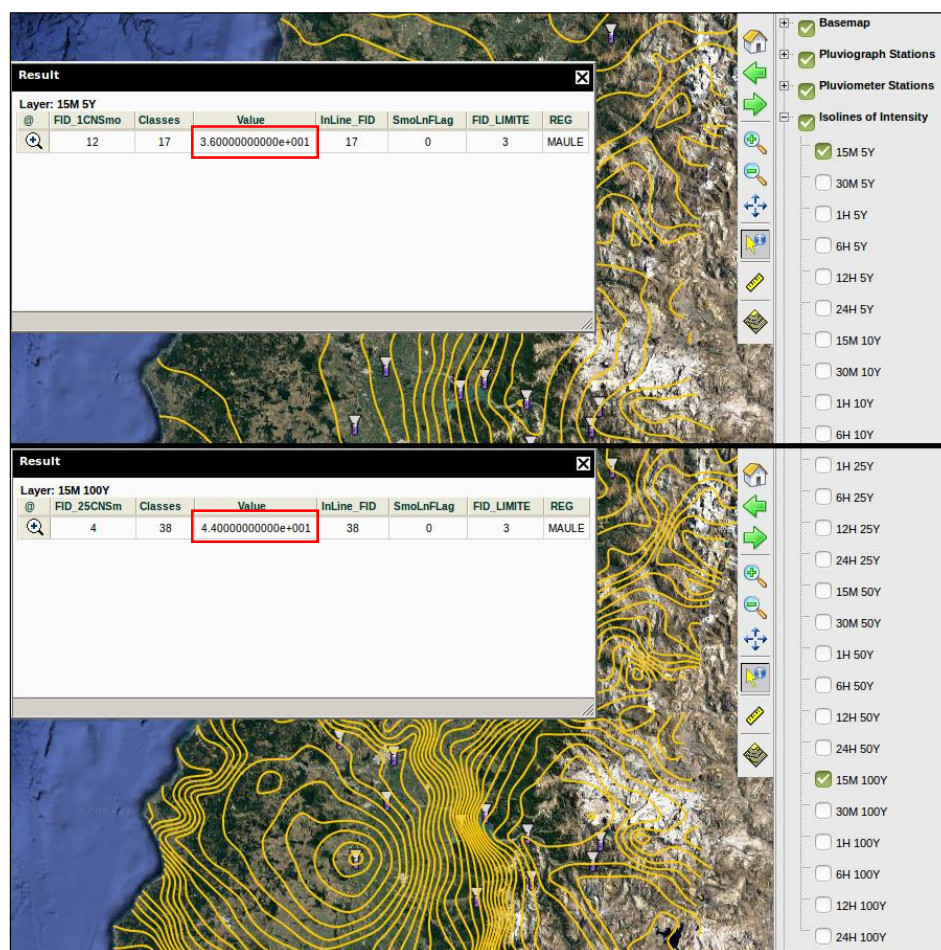 Result
Layer: 15M 5Y
@ FID_1CNSmo Classes Value InLine_FID SmoLnFLag FID_LIMITE REG
12 17 3.60000000000e+001 17 0 3 MAULE
Basemap
Pluviograph Stations
Pluviometer Stations
Isolines of Intensity
15M 5Y
30M 5Y
1H 5Y
6H 5Y
12H 5Y
24H 5Y
15M 10Y
30M 10Y
1H 10Y
6H 10Y
Result
Layer: 15M 100Y
@ FID_25CNSm Classes Value InLine_FID SmoLnFLag FID_LIMITE REG
4 38 4.40000000000e+001 38 0 3 MAULE
1H 25Y
6H 25Y
12H 25Y
24H 25Y
15M 50Y
30M 50Y
1H 50Y
6H 50Y
12H 50Y
24H 50Y
15M 100Y
30M 100Y
1H 100Y
6H 100Y
12H 100Y
24H 100Y